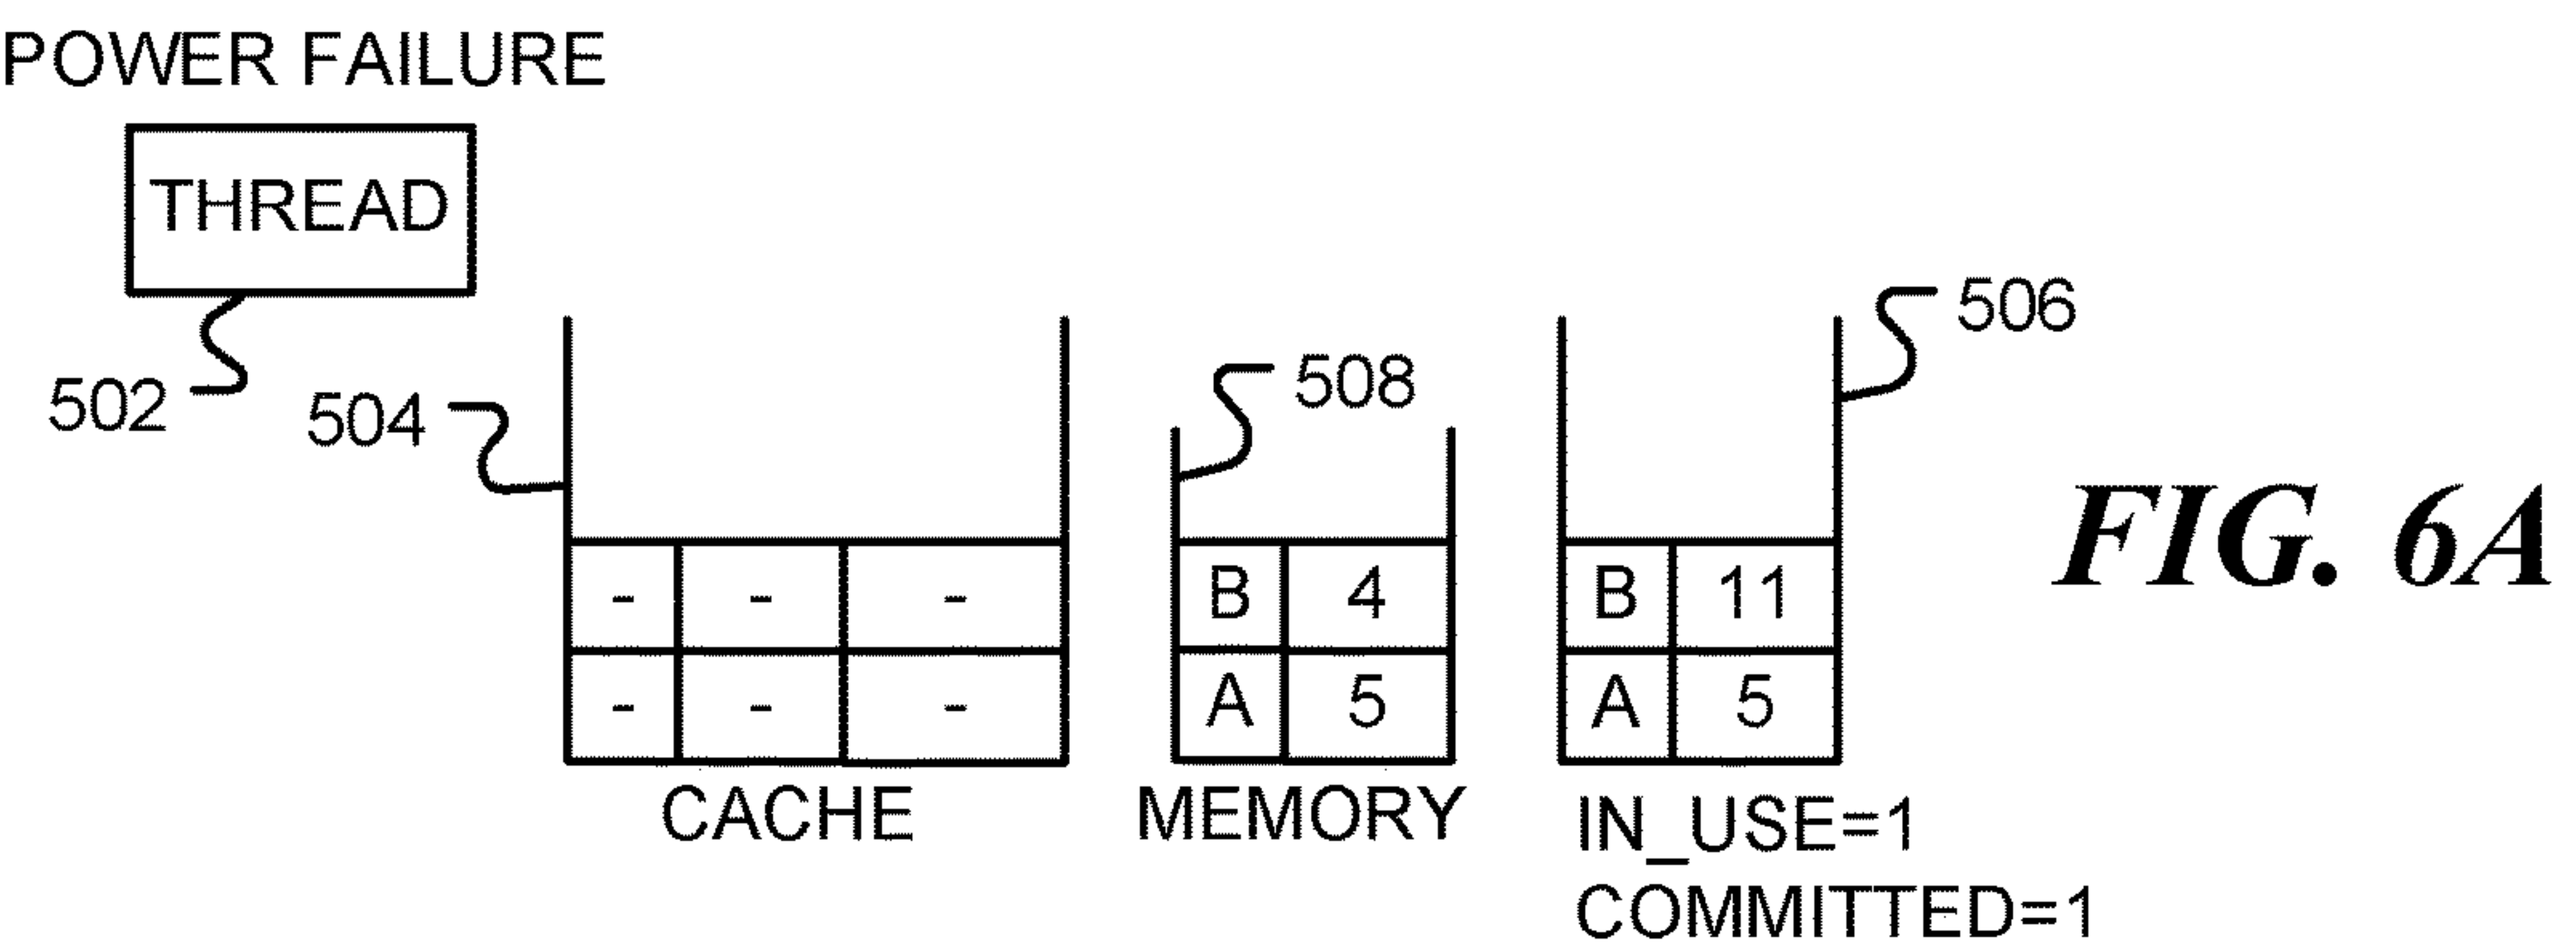 POWER FAILURE
THREAD
502
504
508
506
- - -
- - -
B 4
A 5
B 11
A 5
CACHE
MEMORY
IN_USE=1
COMMITTED=1
FIG. 6A